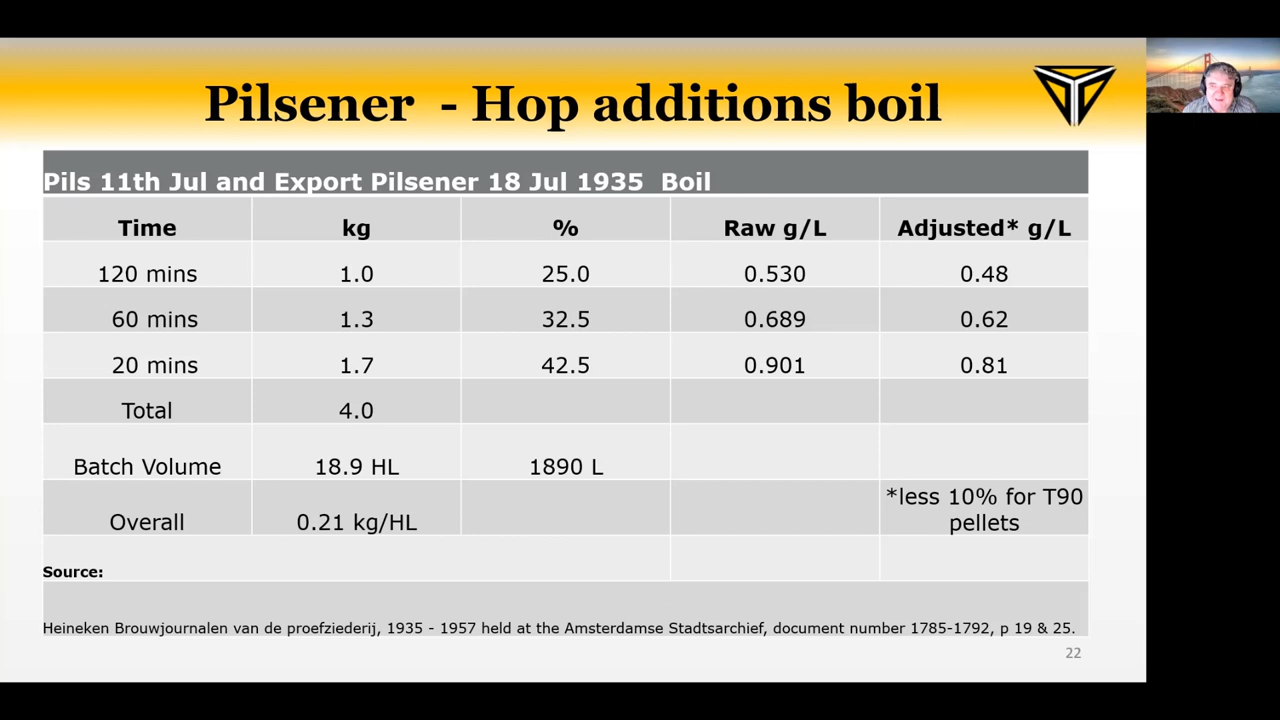 Pilsener - Hop additions boil
Pils 11th Jul and Export Pilsener 18 Jul 1935 Boil
Time kg % Raw g/L Adjusted* g/L
120 mins 1.0 25.0 0.530 0.48
60 mins 1.3 32.5 0.689 0.62
20 mins 1.7 42.5 0.901 0.81
Total 4.0
Batch Volume 18.9 HL 1890 L
Overall 0.21 kg/HL *less 10% for T90
pellets
Source:
Heineken Brouwjournalen van de proefziederij, 1935 - 1957 held at the Amsterdamse Stadtsarchief, document number 1785-1792, p 19 & 25.
22